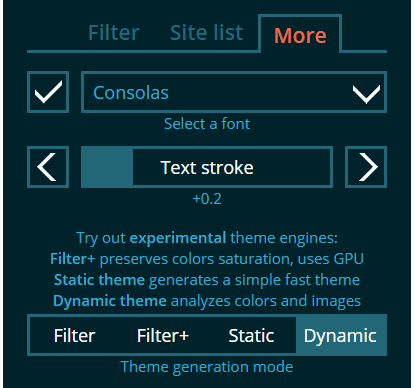 Filter Site list More
Consolas
Select a font
Text stroke
+0.2
Try out experimental theme engines:
Filter+ preserves colors saturation, uses GPU
Static theme generates a simple fast theme
Dynamic theme analyzes colors and images
Filter Filter+ Static Dynamic
Theme generation mode